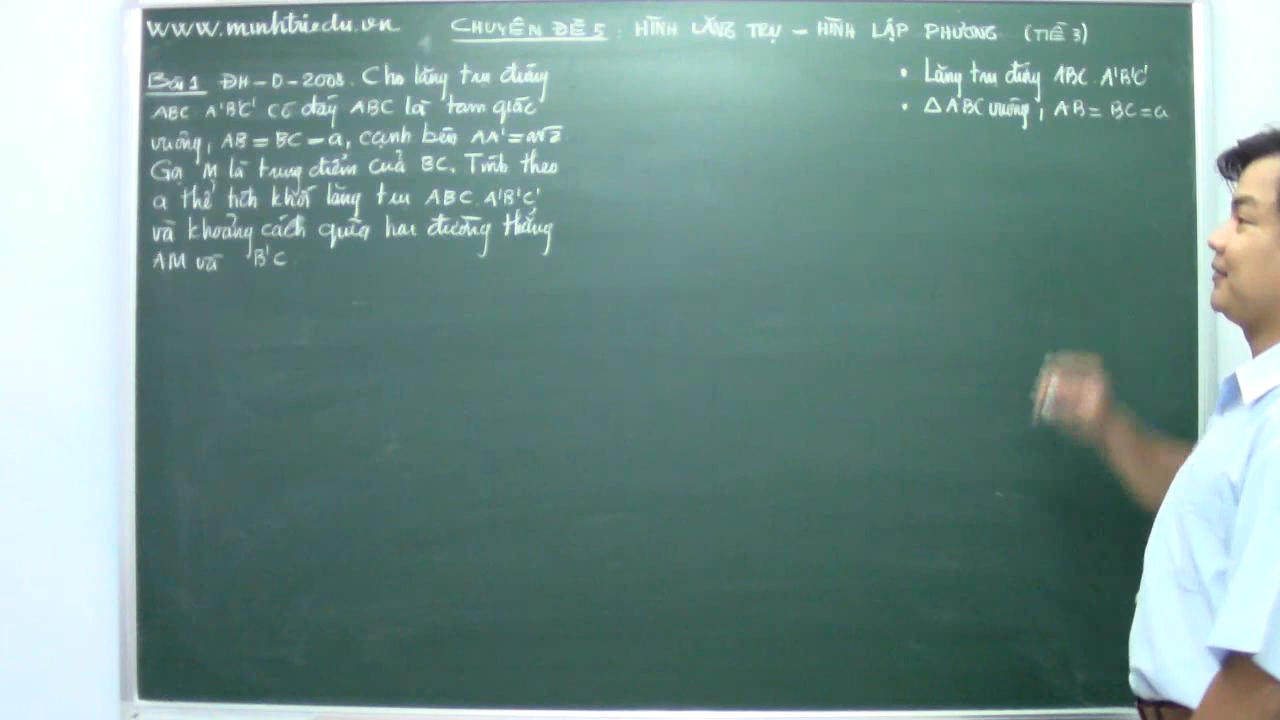 www.minhtriedu.vn
CHUYÊN ĐỀ 5: HÌNH LĂNG TRỤ - HÌNH LẬP PHƯƠNG (TIẾT 3)
Bài 1 ĐH-D-2008. Cho lăng trụ đứng
ABC A'B'C' có đáy ABC là tam giác
vuông, AB = BC = a, cạnh bên AA' = a√2
Gọi M là trung điểm của BC. Tính theo
a thể tích khối lăng trụ ABC.A'B'C'
và khoảng cách giữa hai đường thẳng
AM và B'C
• Lăng trụ đứng ABC.A'B'C'
• △ABC vuông, AB = BC = a